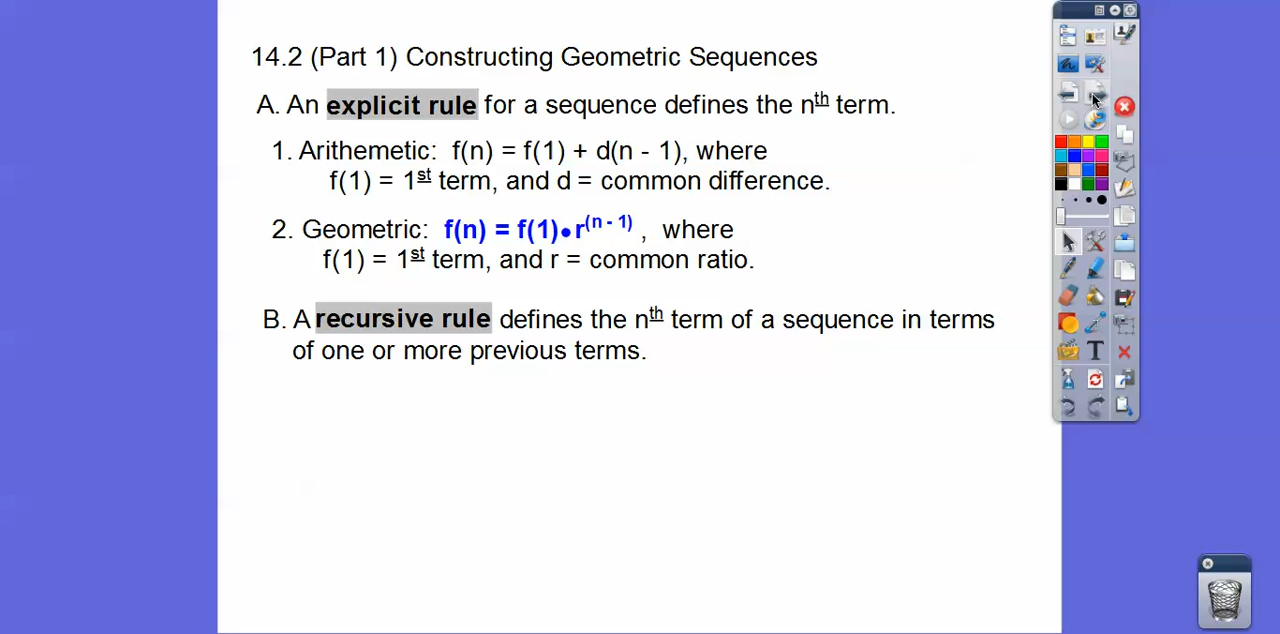 14.2 (Part 1) Constructing Geometric Sequences
A. An explicit rule for a sequence defines the nth term.
1. Arithemetic: f(n) = f(1) + d(n - 1), where
f(1) = 1st term, and d = common difference.
2. Geometric: f(n) = f(1)•r(n - 1) , where
f(1) = 1st term, and r = common ratio.
B. A recursive rule defines the nth term of a sequence in terms
of one or more previous terms.
T